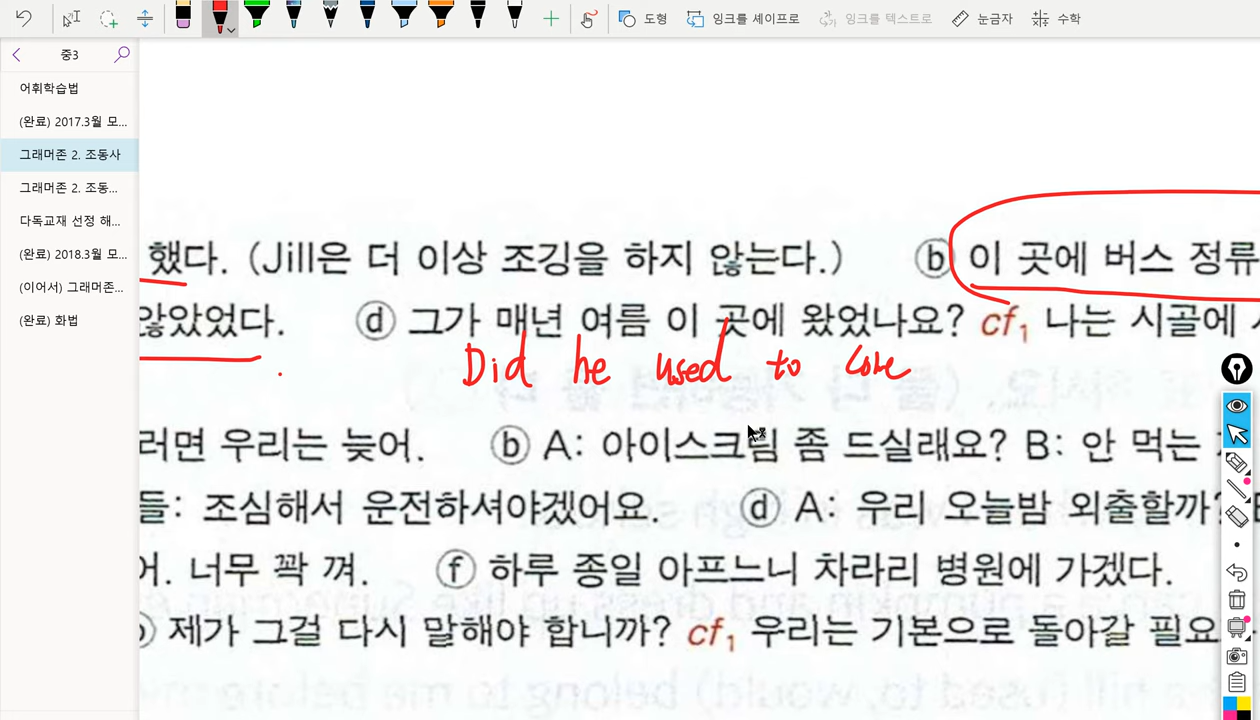 도형
잉크를 셰이프로
잉크를 텍스트로
눈금자
수학
중3
어휘학습법
(완료) 2017.3월 모...
그래머존 2. 조동사
그래머존 2. 조동...
다독교재 선정 해...
(완료) 2018.3월 모...
(이어서) 그래머존...
(완료) 화법
했다. (Jill은 더 이상 조깅을 하지 않는다.) ⓑ 이 곳에 버스 정류
않았었다. ⓓ 그가 매년 여름 이 곳에 왔었나요? cf₁ 나는 시골에
Did he used to come
러면 우리는 늦어. ⓑ A: 아이스크림 좀 드실래요? B: 안 먹는
들: 조심해서 운전하셔야겠어요. ⓓ A: 우리 오늘밤 외출할까?
어. 너무 꽉 껴. ⓕ 하루 종일 아프느니 차라리 병원에 가겠다.
제가 그걸 다시 말해야 합니까? cf₁ 우리는 기본으로 돌아갈 필요